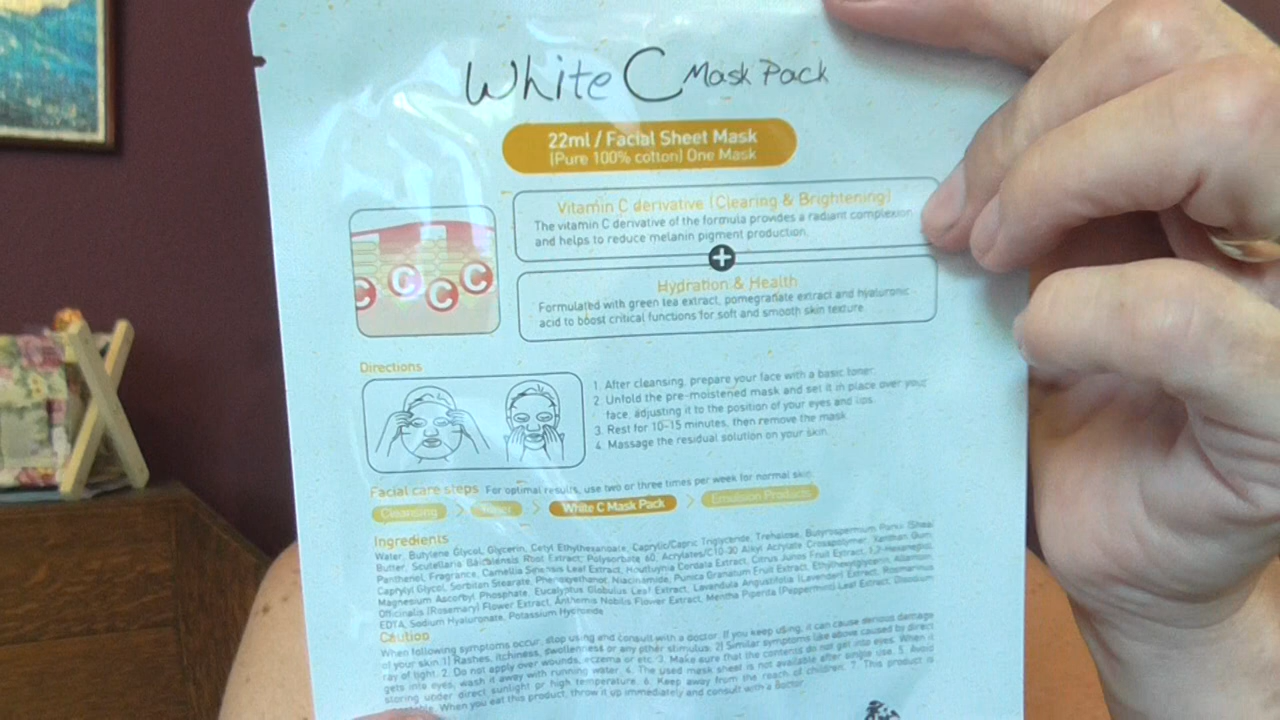 White C Mask Pack
22ml / Facial Sheet Mask
(Pure 100% cotton) One Mask
Vitamin C derivative (Clearing & Brightening)
The vitamin C derivative of the formula provides a radiant complexion
and helps to reduce melanin pigment production.
+
Hydration & Health
Formulated with green tea extract, pomegranate extract and hyaluronic
acid to boost critical functions for soft and smooth skin texture.
C C C C
Directions
1. After cleansing, prepare your face with a basic toner.
2. Unfold the pre-moistened mask and set it in place over your
face, adjusting it to the position of your eyes and lips.
3. Rest for 10-15 minutes, then remove the mask.
4. Massage the residual solution on your skin.
Facial care steps For optimal results, use two or three times per week for normal skin
Cleansing > Toner > White C Mask Pack > Emulsion Products
Ingredients
Water, Butylene Glycol, Glycerin, Cetyl Ethylhexanoate, Caprylic/Capric Triglyceride, Trehalose, Butyrospermum Parkii (Shea)
Butter, Scutellaria Baicalensis Root Extract, Polysorbate 60, Acrylates/C10-30 Alkyl Acrylate Crosspolymer, Xanthan Gum,
Panthenol, Fragrance, Camellia Sinensis Leaf Extract, Houttuynia Cordata Extract, Citrus Junos Fruit Extract, 1,2-Hexanediol,
Caprylyl Glycol, Sorbitan Stearate, Phenoxyethanol, Niacinamide, Punica Granatum Fruit Extract, Ethylhexylglycerin, Allantoin,
Magnesium Ascorbyl Phosphate, Eucalyptus Globulus Leaf Extract, Lavandula Angustifolia (Lavender) Extract, Rosmarinus
Officinalis (Rosemary) Flower Extract, Anthemis Nobilis Flower Extract, Mentha Piperita (Peppermint) Leaf Extract, Disodium
EDTA, Sodium Hyaluronate, Potassium Hydroxide
Caution
When following symptoms occur, stop using and consult with a doctor. If you keep using, it can cause serious damage
of your skin. 1) Rashes, itchiness, swollenness or any other stimulus. 2) Similar symptoms like above caused by direct
ray of light. 2. Do not apply over wounds, eczema or etc. 3. Make sure that the contents do not get into eyes. When it
gets into eyes, wash it away with running water. 4. The used mask sheet is not available after single use. 5. Avoid
storing under direct sunlight or high temperature. 6. Keep away from the reach of children. 7. This product is
When you eat this product, throw it up immediately and consult with a doctor.